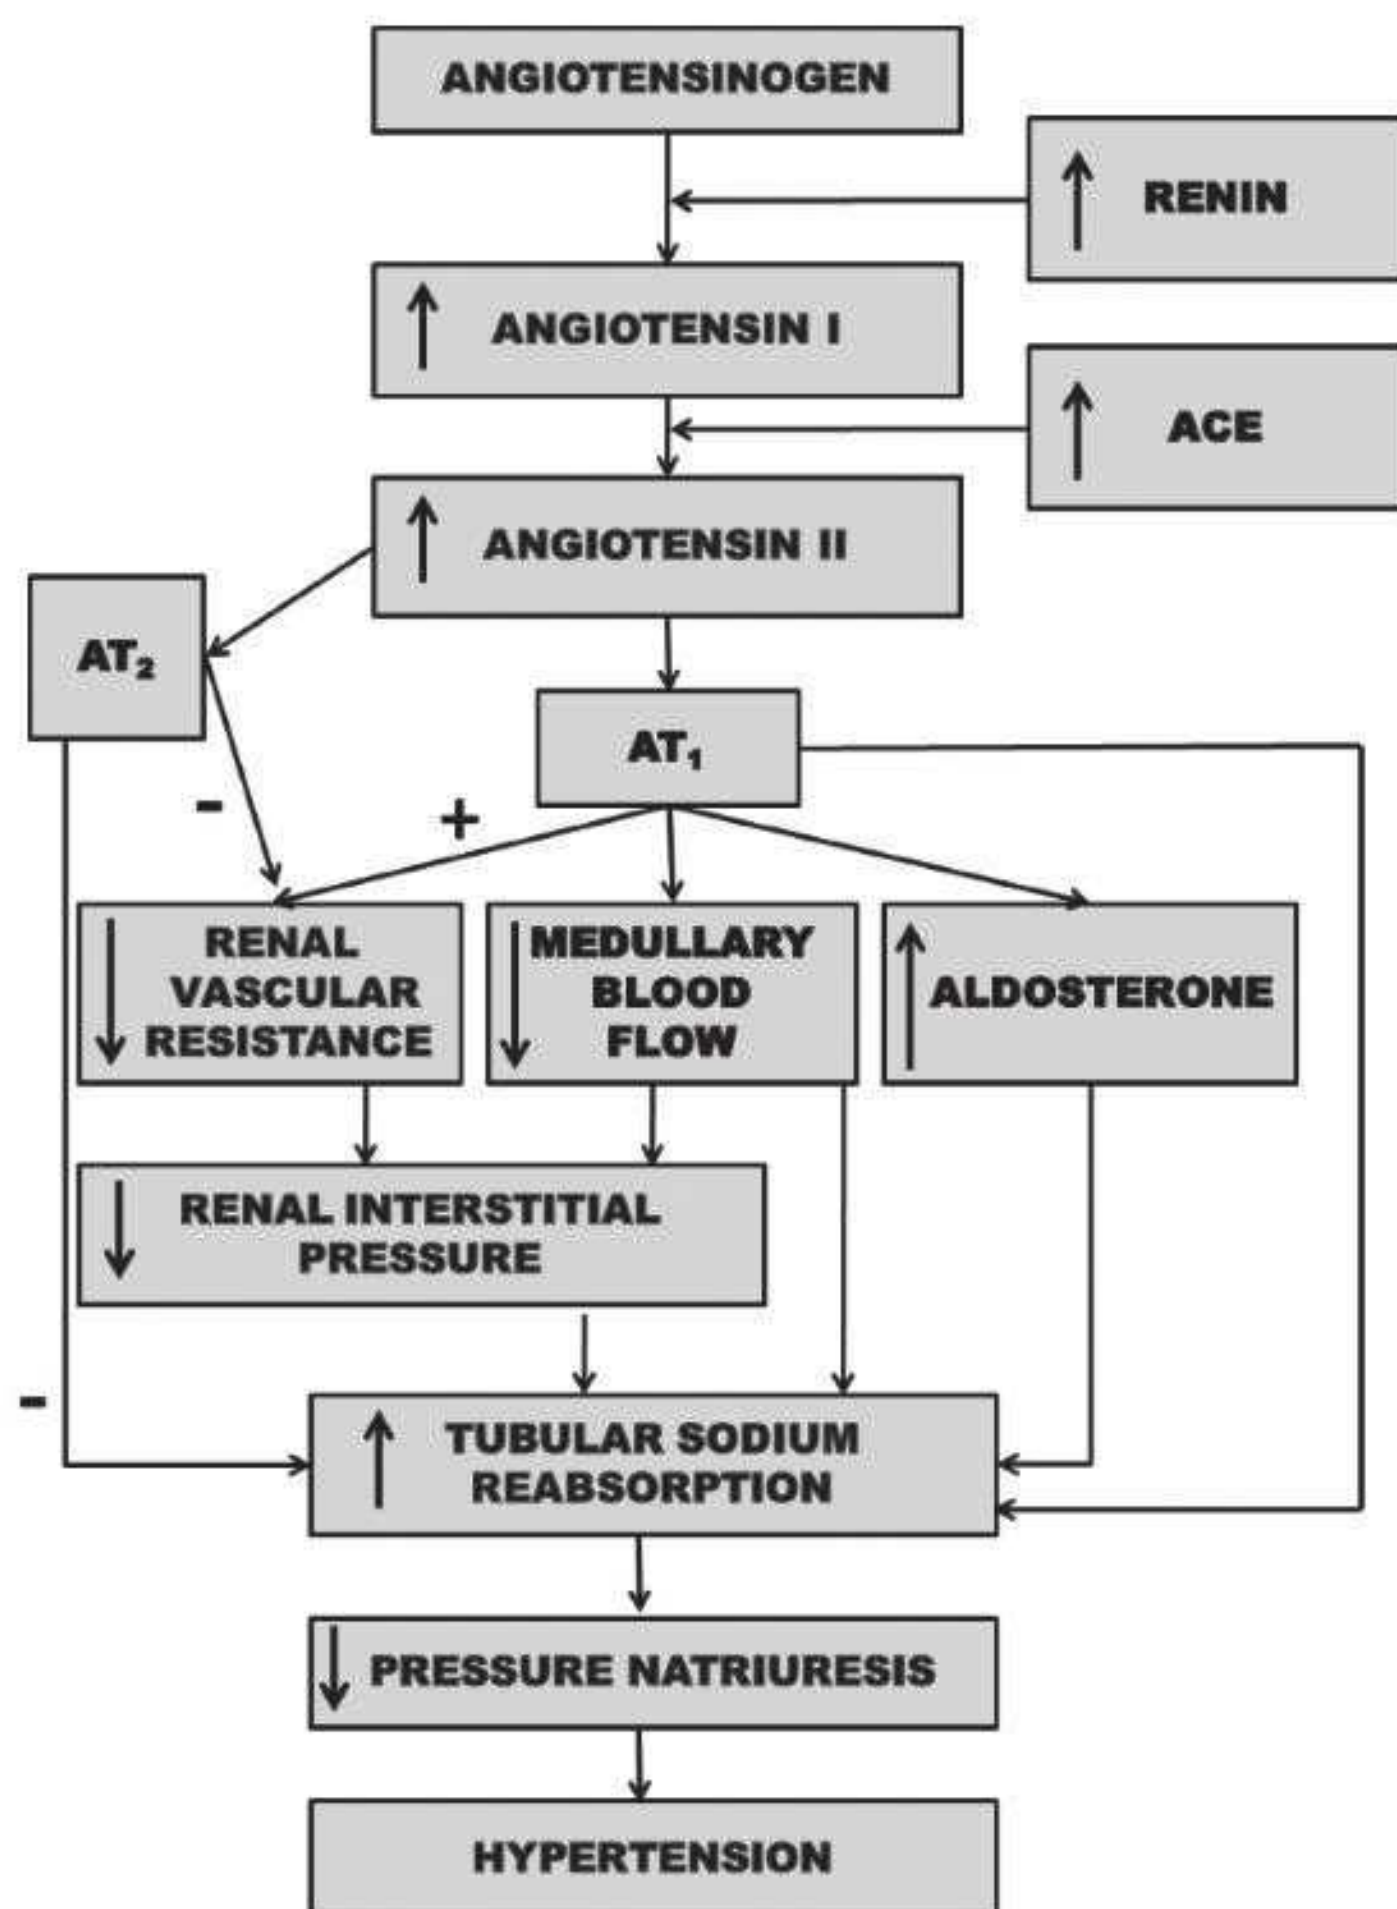 ANGIOTENSINOGEN
RENIN
ANGIOTENSIN I
ACE
ANGIOTENSIN II
AT₂
AT₁
-
+
RENAL
VASCULAR
RESISTANCE
MEDULLARY
BLOOD
FLOW
ALDOSTERONE
RENAL INTERSTITIAL
PRESSURE
-
TUBULAR SODIUM
REABSORPTION
PRESSURE NATRIURESIS
HYPERTENSION